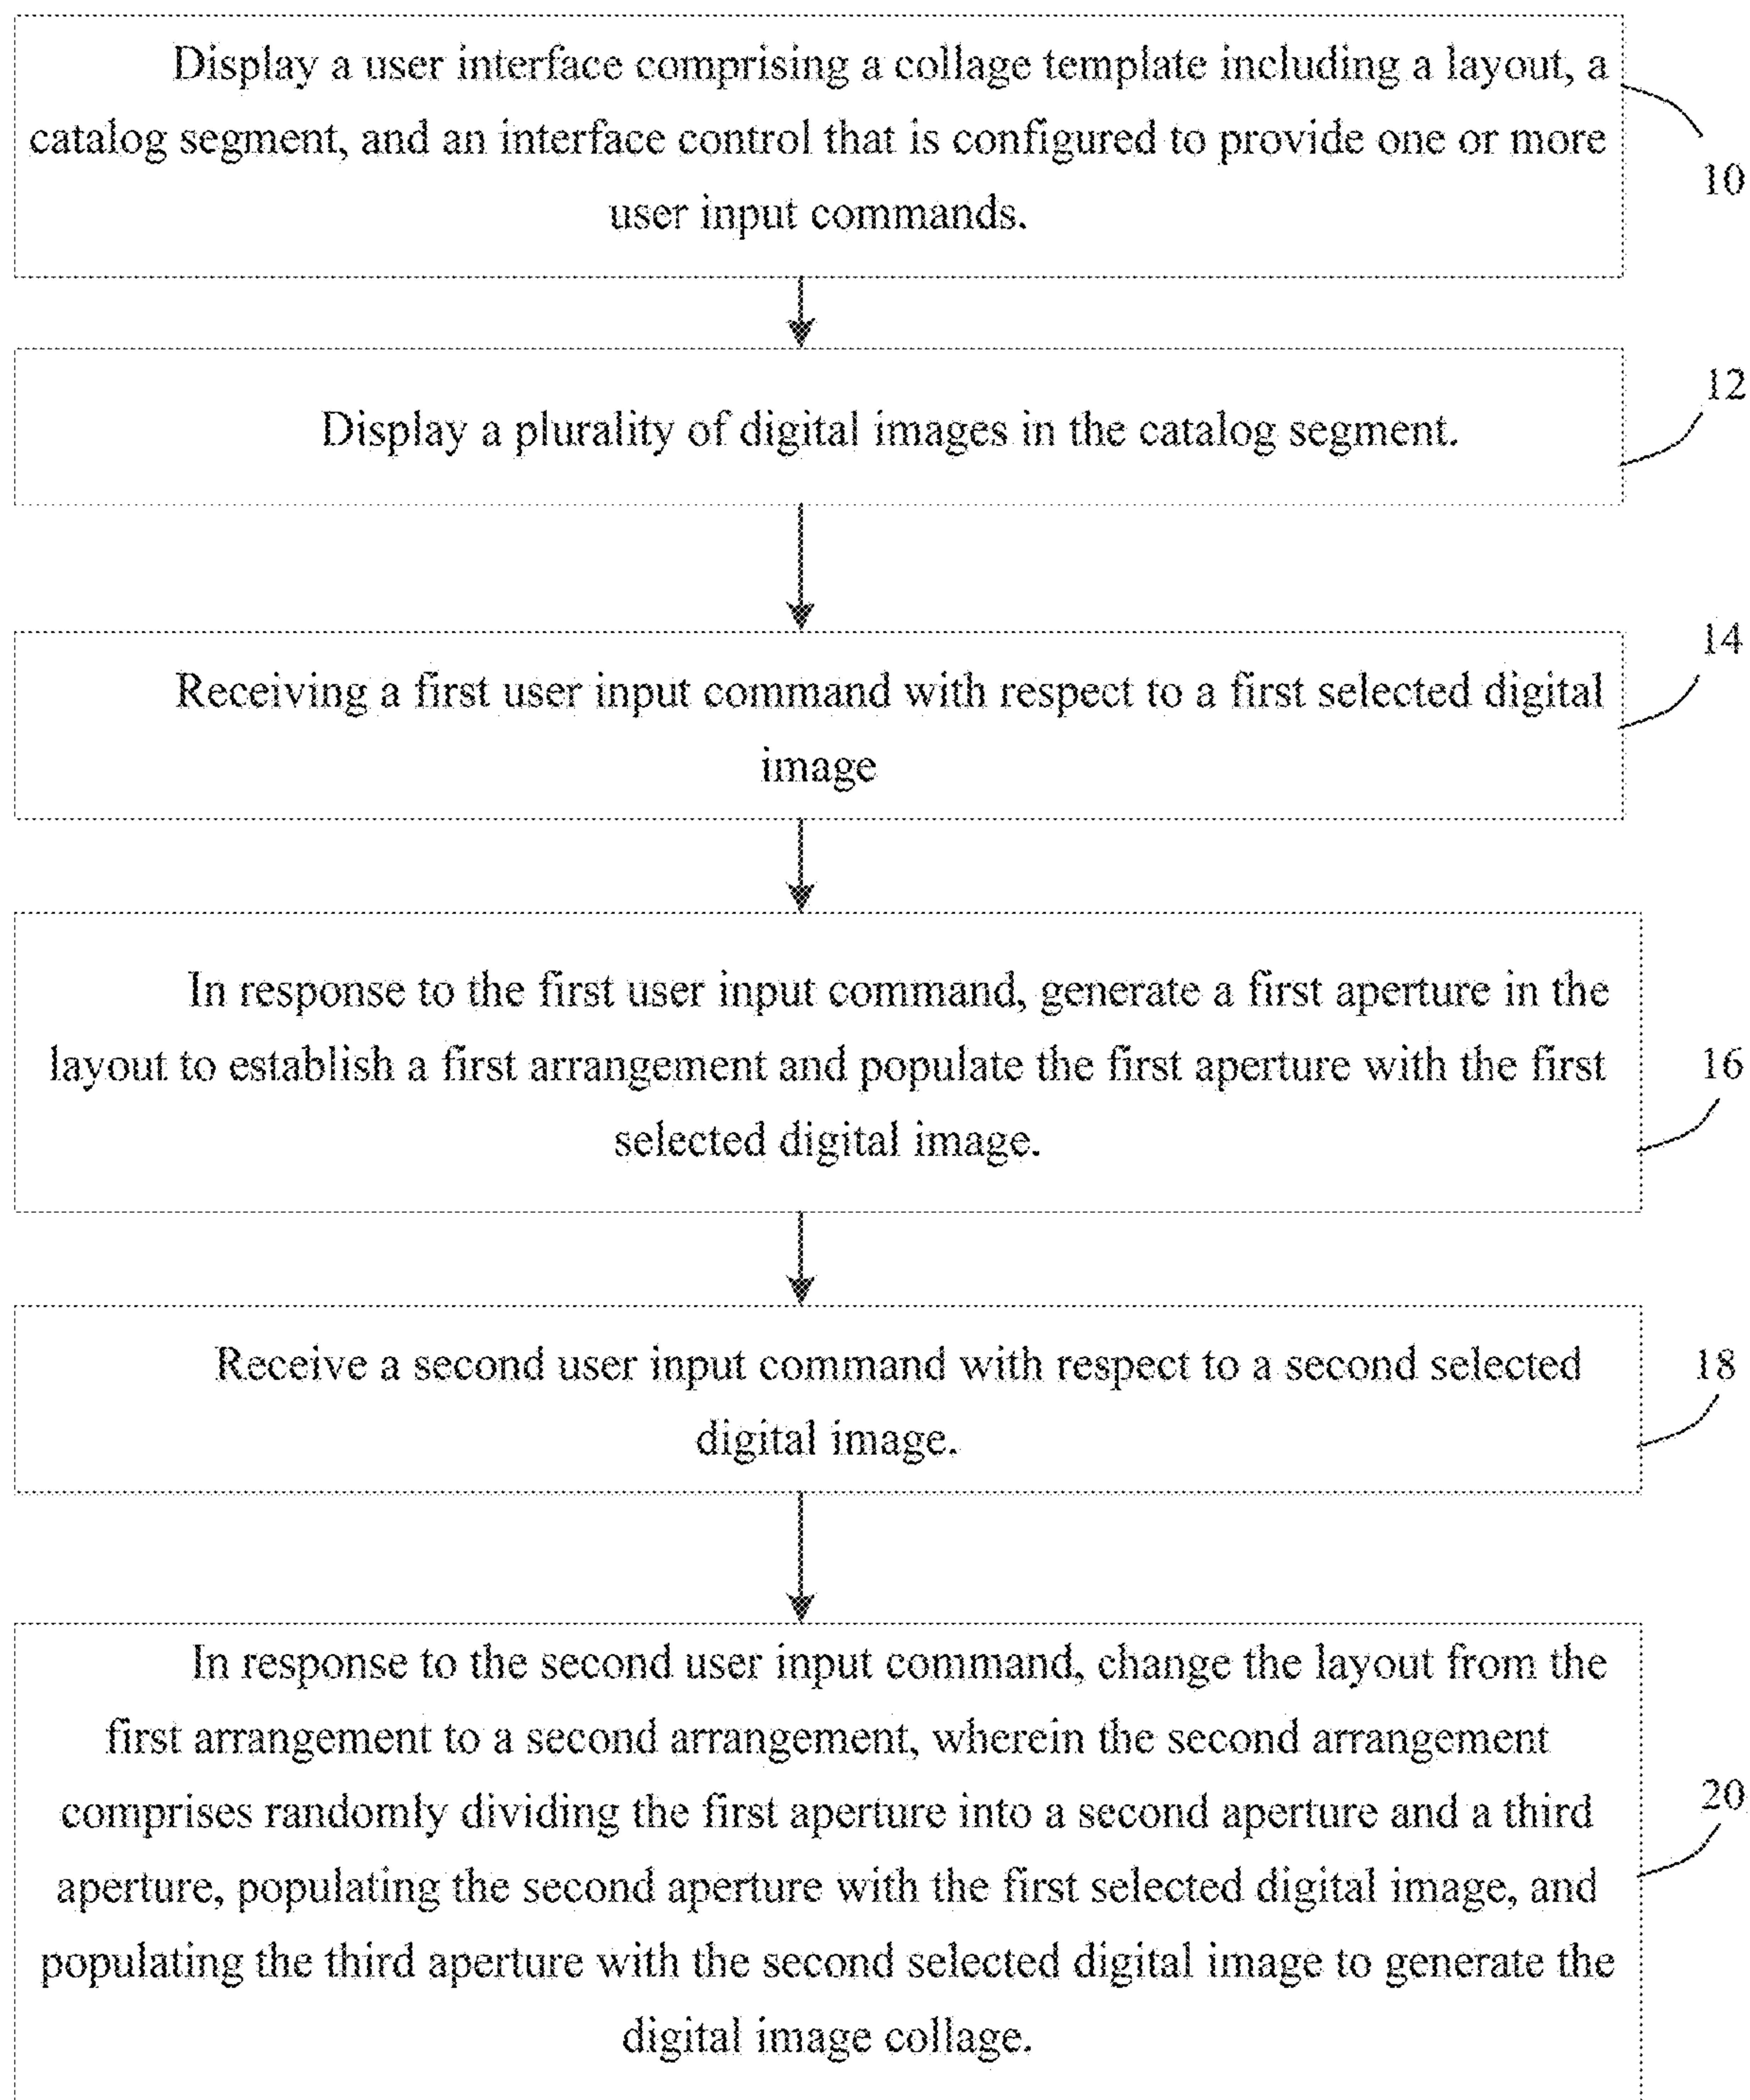 Display a user interface comprising a collage template including a layout, a
catalog segment, and an interface control that is configured to provide one or more
user input commands.
10
Display a plurality of digital images in the catalog segment.
12
Receiving a first user input command with respect to a first selected digital
image
14
In response to the first user input command, generate a first aperture in the
layout to establish a first arrangement and populate the first aperture with the first
selected digital image.
16
Receive a second user input command with respect to a second selected
digital image.
18
In response to the second user input command, change the layout from the
first arrangement to a second arrangement, wherein the second arrangement
comprises randomly dividing the first aperture into a second aperture and a third
aperture, populating the second aperture with the first selected digital image, and
populating the third aperture with the second selected digital image to generate the
digital image collage.
20